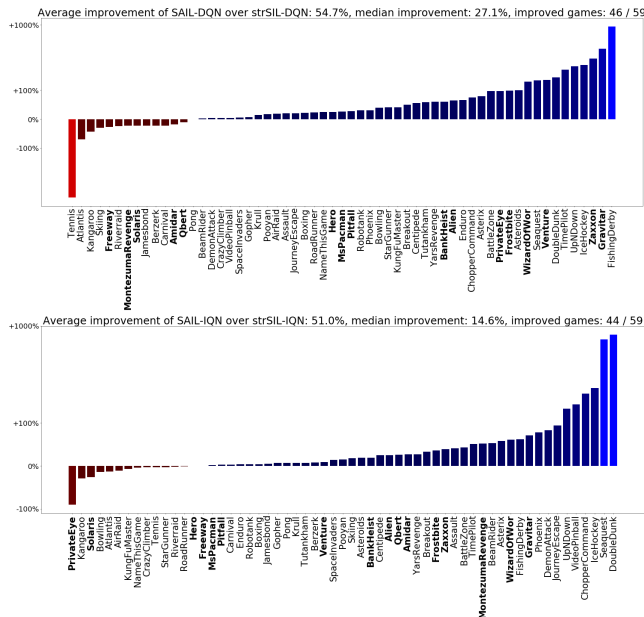 Average improvement of SAIL-DQN over strSIL-DQN: 54.7%, median improvement: 27.1%, improved games: 46 / 59
+1000%
+100%
0%
-100%
Tennis
Atlantis
Kangaroo
Skiing
Freeway
Riverraid
MontezumaRevenge
Solaris
Jamesbond
Berzerk
Carnival
Amidar
Qbert
Pong
BeamRider
DemonAttack
CrazyClimber
VideoPinball
SpaceInvaders
Gopher
Krull
Pooyan
AirRaid
Assault
JourneyEscape
Boxing
RoadRunner
NameThisGame
Hero
MsPacman
Pitfall
Robotank
Phoenix
Bowling
StarGunner
KungFuMaster
Breakout
Centipede
Tutankham
YarsRevenge
BankHeist
Alien
Enduro
ChopperCommand
Asterix
BattleZone
PrivateEye
Frostbite
Asteroids
WizardOfWor
Seaquest
Venture
DoubleDunk
TimePilot
UpNDown
IceHockey
Zaxxon
Gravitar
FishingDerby
Average improvement of SAIL-IQN over strSIL-IQN: 51.0%, median improvement: 14.6%, improved games: 44 / 59
+1000%
+100%
0%
-100%
PrivateEye
Kangaroo
Solaris
Bowling
Atlantis
AirRaid
KungFuMaster
NameThisGame
CrazyClimber
Tennis
StarGunner
Riverraid
RoadRunner
Hero
Freeway
MsPacman
Pitfall
Carnival
Enduro
Robotank
Boxing
Jamesbond
Gopher
Pong
Krull
Tutankham
Berzerk
Venture
SpaceInvaders
Pooyan
Skiing
Asteroids
BankHeist
Centipede
Alien
Qbert
Amidar
YarsRevenge
Breakout
Frostbite
Zaxxon
Assault
BattleZone
TimePilot
MontezumaRevenge
BeamRider
Asterix
WizardOfWor
FishingDerby
Gravitar
Phoenix
DemonAttack
JourneyEscape
UpNDown
VideoPinball
ChopperCommand
IceHockey
Seaquest
DoubleDunk